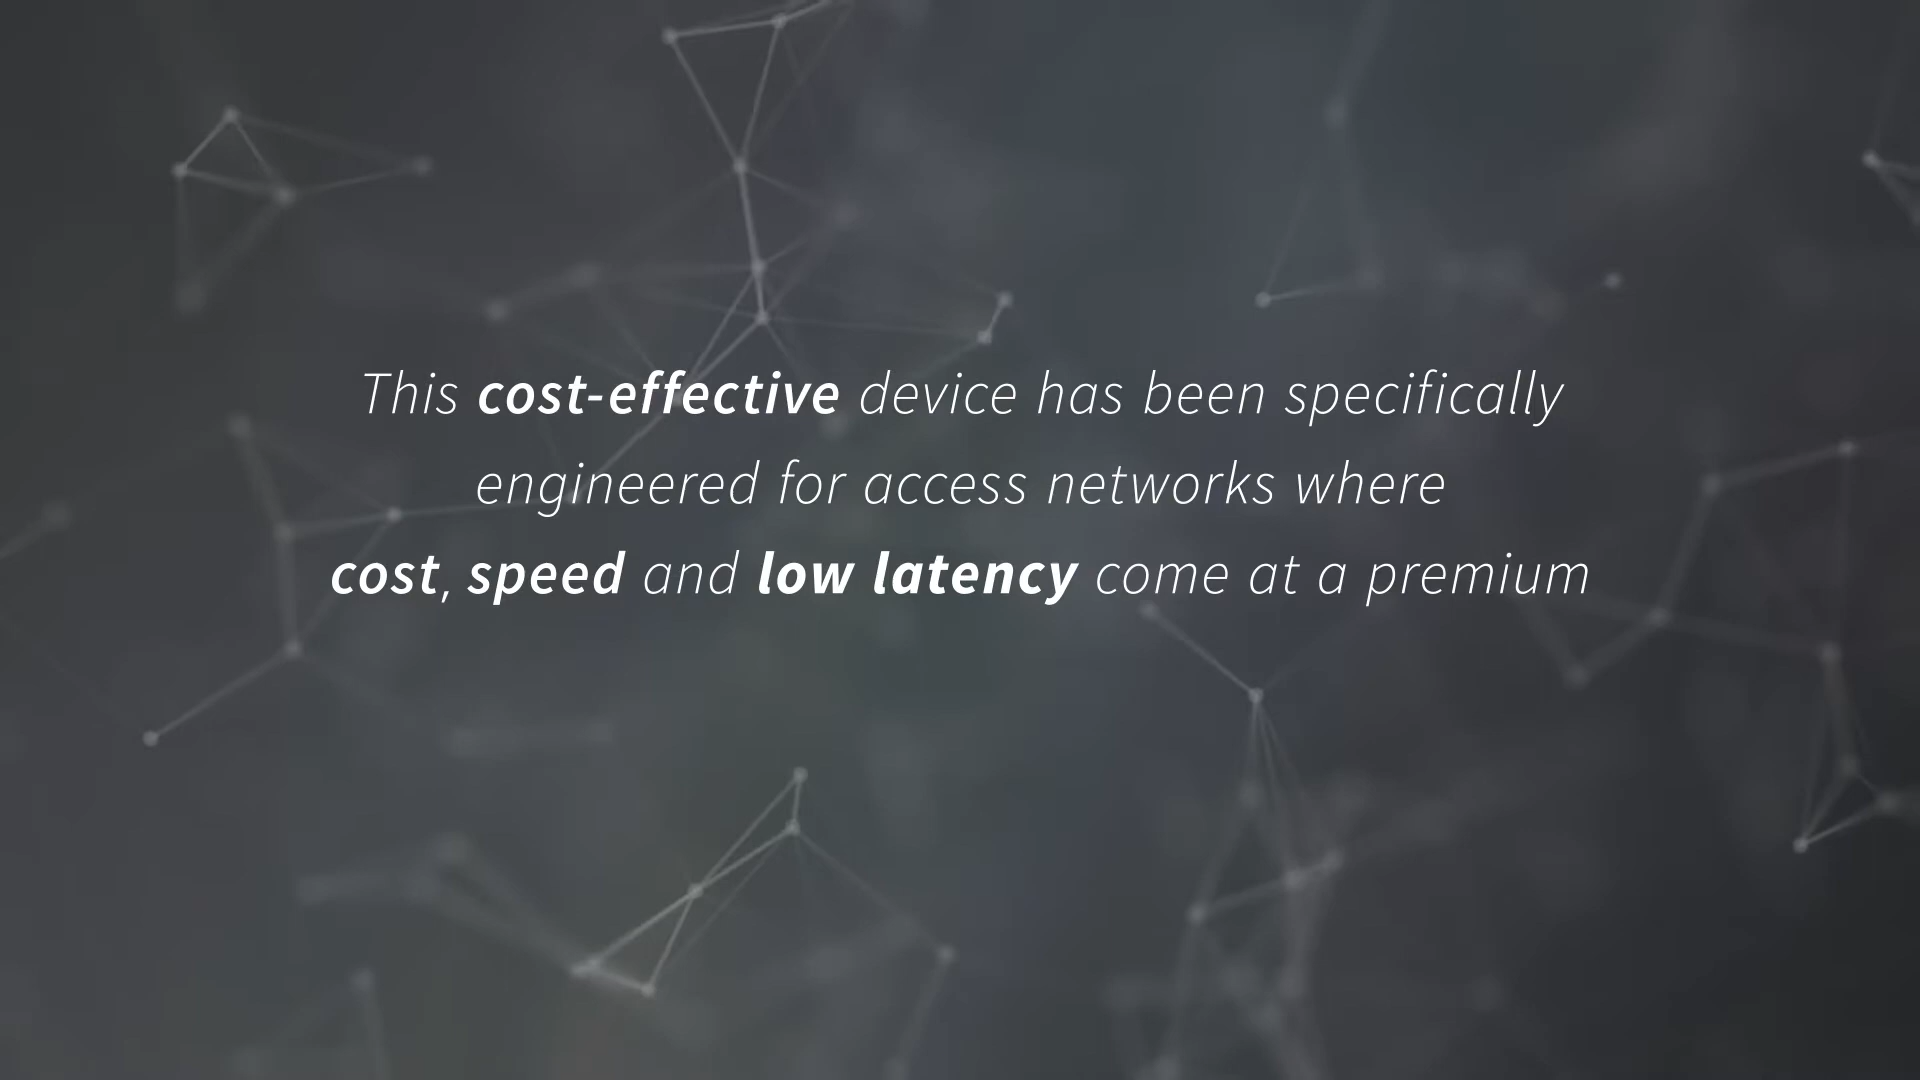 This cost-effective device has been specifically
engineered for access networks where
cost, speed and low latency come at a premium